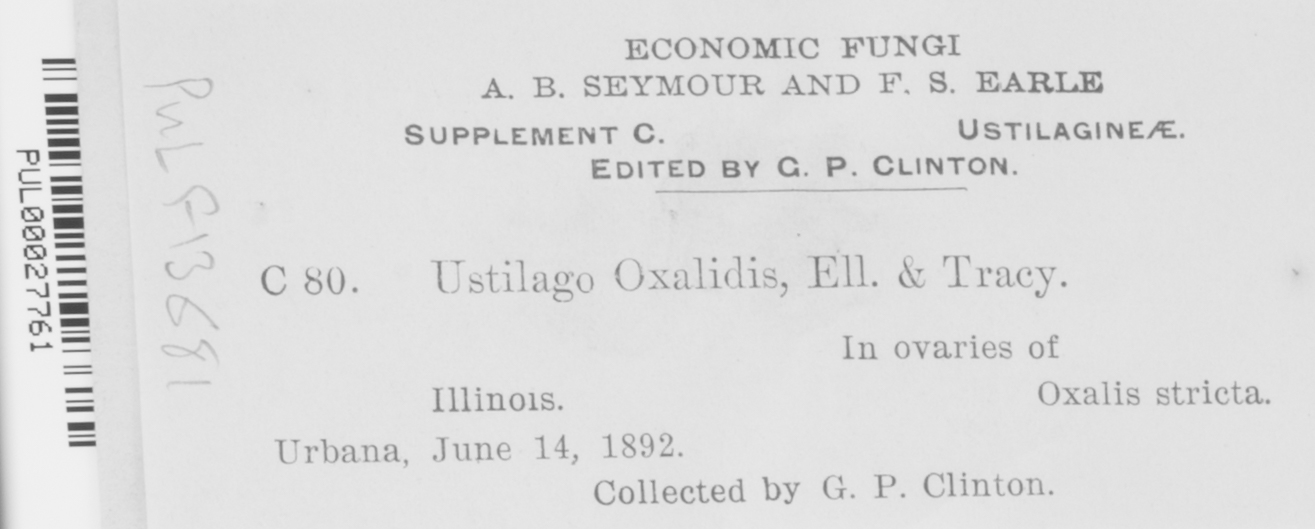 ECONOMIC FUNGI
A. B. SEYMOUR AND F. S. EARLE
SUPPLEMENT C. USTILAGINEÆ.
EDITED BY G. P. CLINTON.
C 80. Ustilago Oxalidis, Ell. & Tracy.
In ovaries of
Illinois. Oxalis stricta.
Urbana, June 14, 1892.
Collected by G. P. Clinton.
PUL F13681
PUL00027761